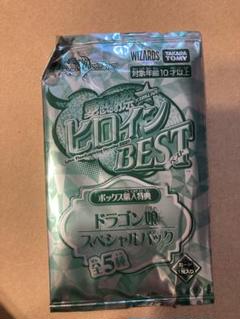 WIZARDS
TAKARA TOMY
対象年齢10才以上
ヒロイン
BEST
ボックス購入特典
ドラゴン娘
スペシャルパック
全5種